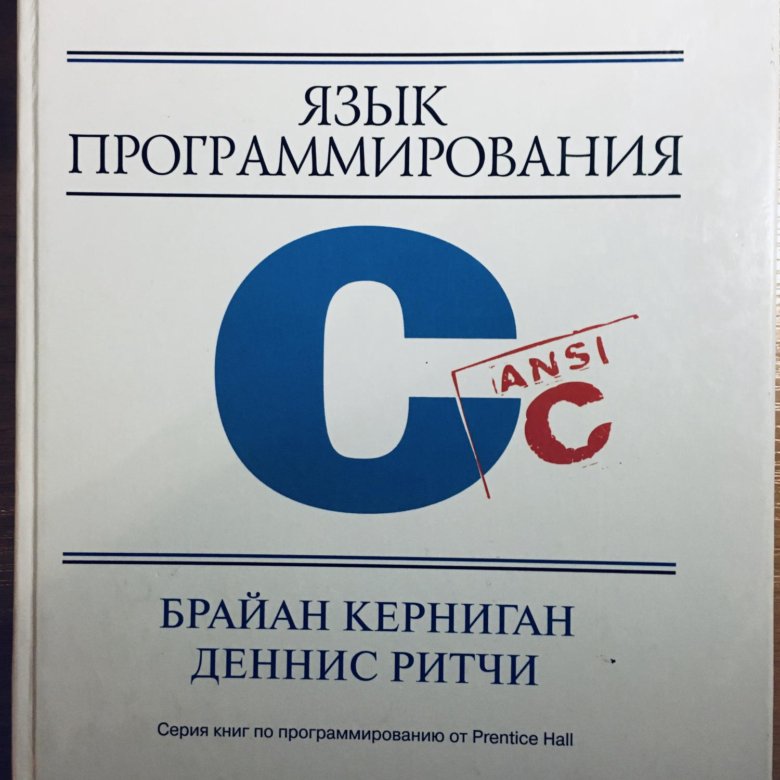 ЯЗЫК
ПРОГРАММИРОВАНИЯ
C
ANSI
C
БРАЙАН КЕРНИГАН
ДЕННИС РИТЧИ
Серия книг по программированию от Prentice Hall